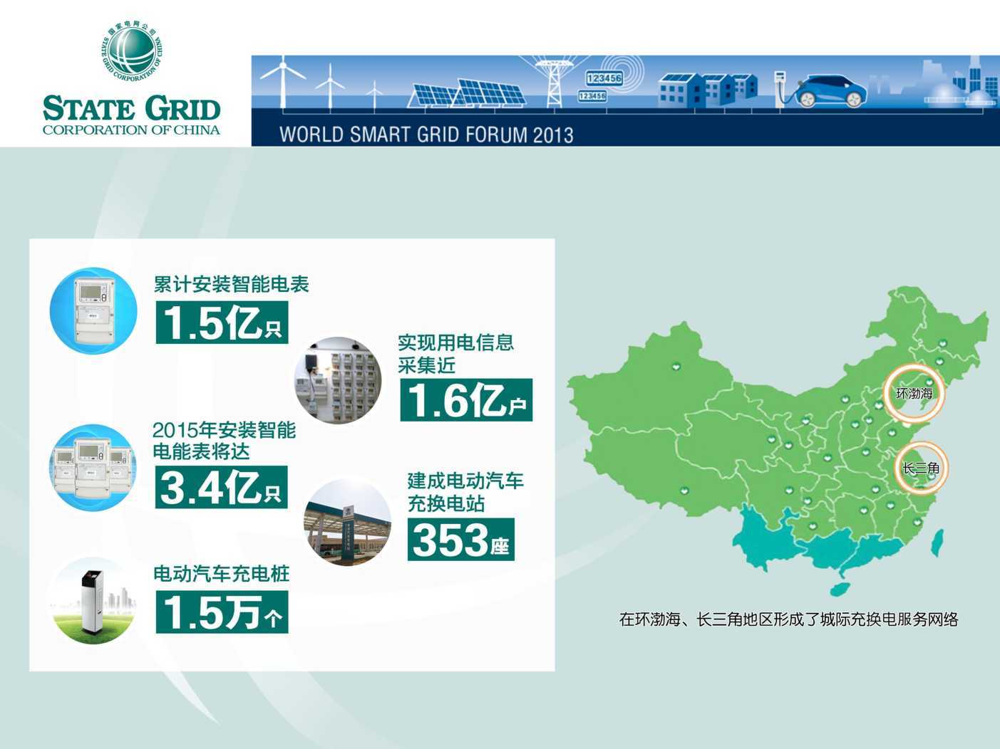 国家电网公司
STATE GRID CORPORATION OF CHINA
STATE GRID
CORPORATION OF CHINA
123456
123456
WORLD SMART GRID FORUM 2013
累计安装智能电表
1.5亿只
实现用电信息
采集近
1.6亿户
2015年安装智能
电能表将达
3.4亿只
建成电动汽车
充换电站
353座
电动汽车充电桩
1.5万个
环渤海
长三角
在环渤海、长三角地区形成了城际充换电服务网络